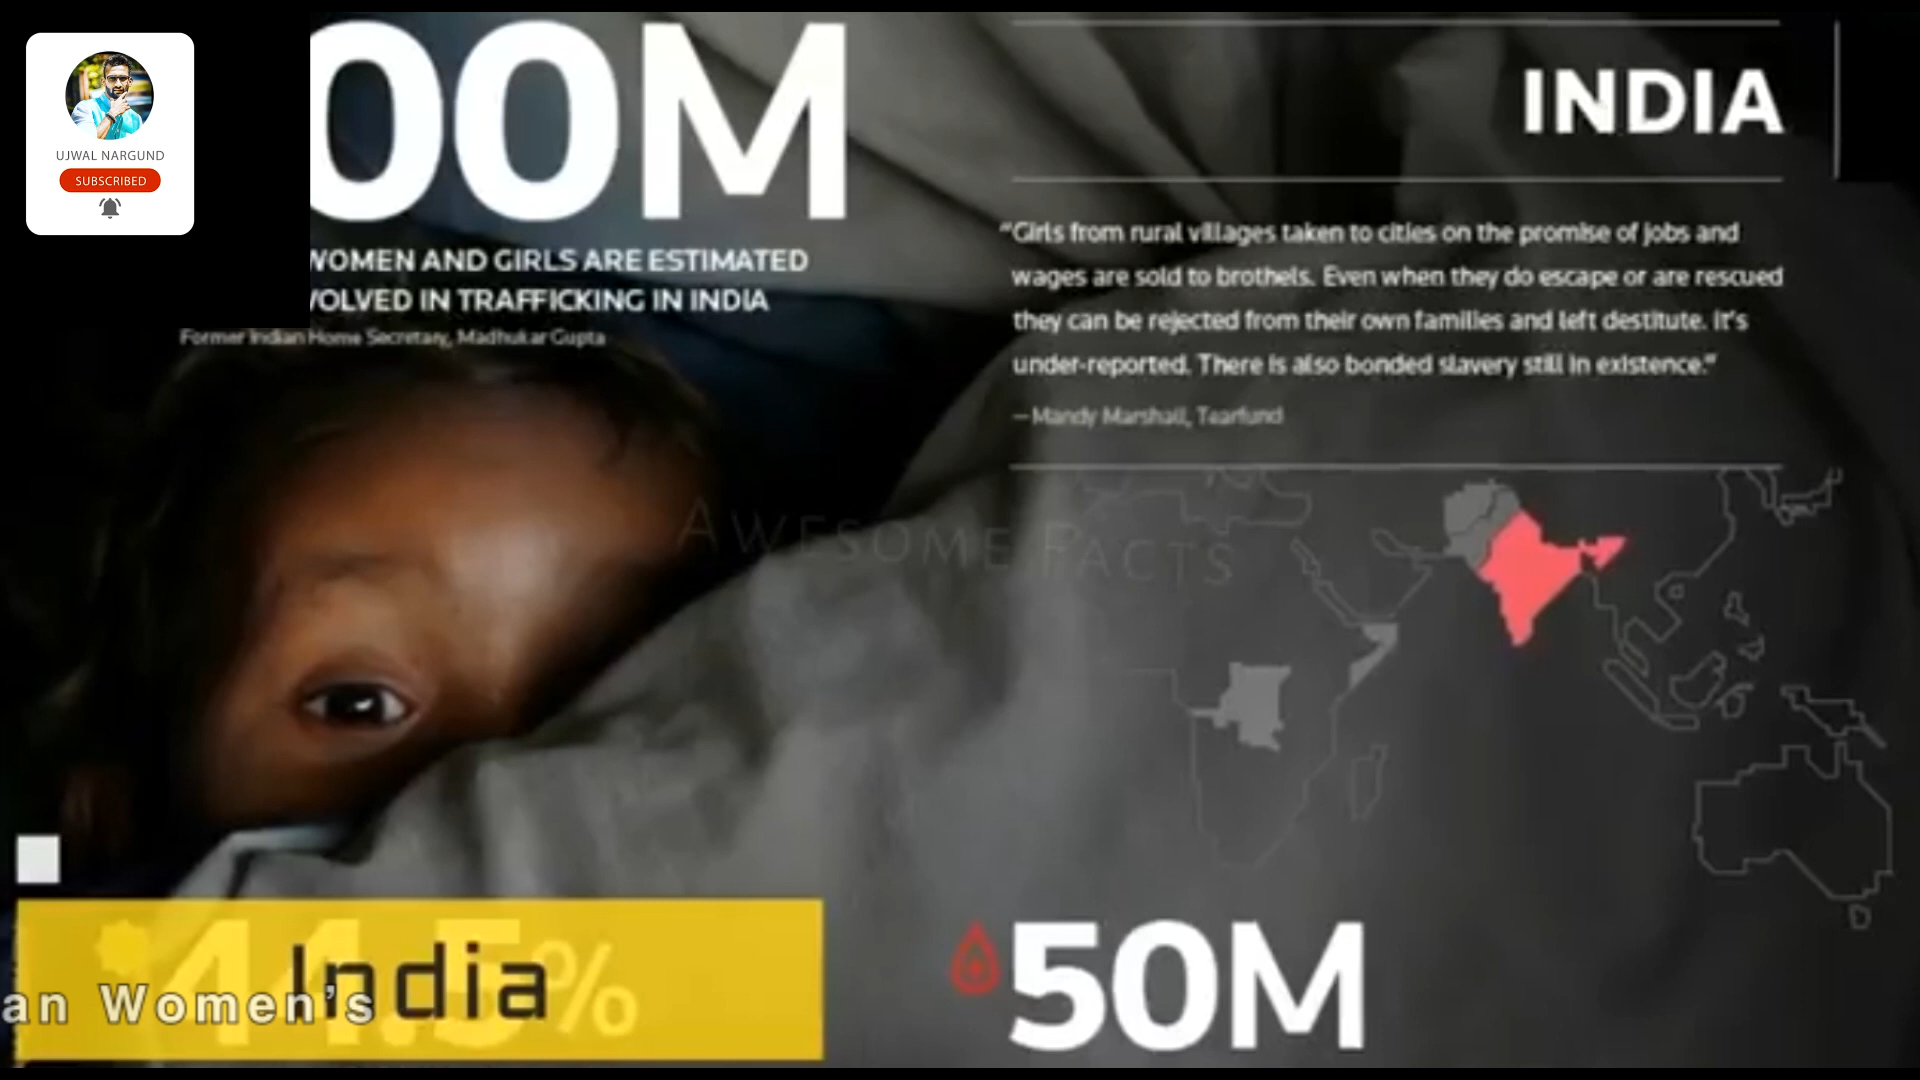 UJWAL NARGUND
SUBSCRIBED
00M
WOMEN AND GIRLS ARE ESTIMATED
VOLVED IN TRAFFICKING IN INDIA
Former Indian Home Secretary, Madhukar Gupta
INDIA
“Girls from rural villages taken to cities on the promise of jobs and
wages are sold to brothels. Even when they do escape or are rescued
they can be rejected from their own families and left destitute. It's
under-reported. There is also bonded slavery still in existence.”
—Mandy Marshall, Tearfund
AWESOME FACTS
44.5%
India
an Women's
50M